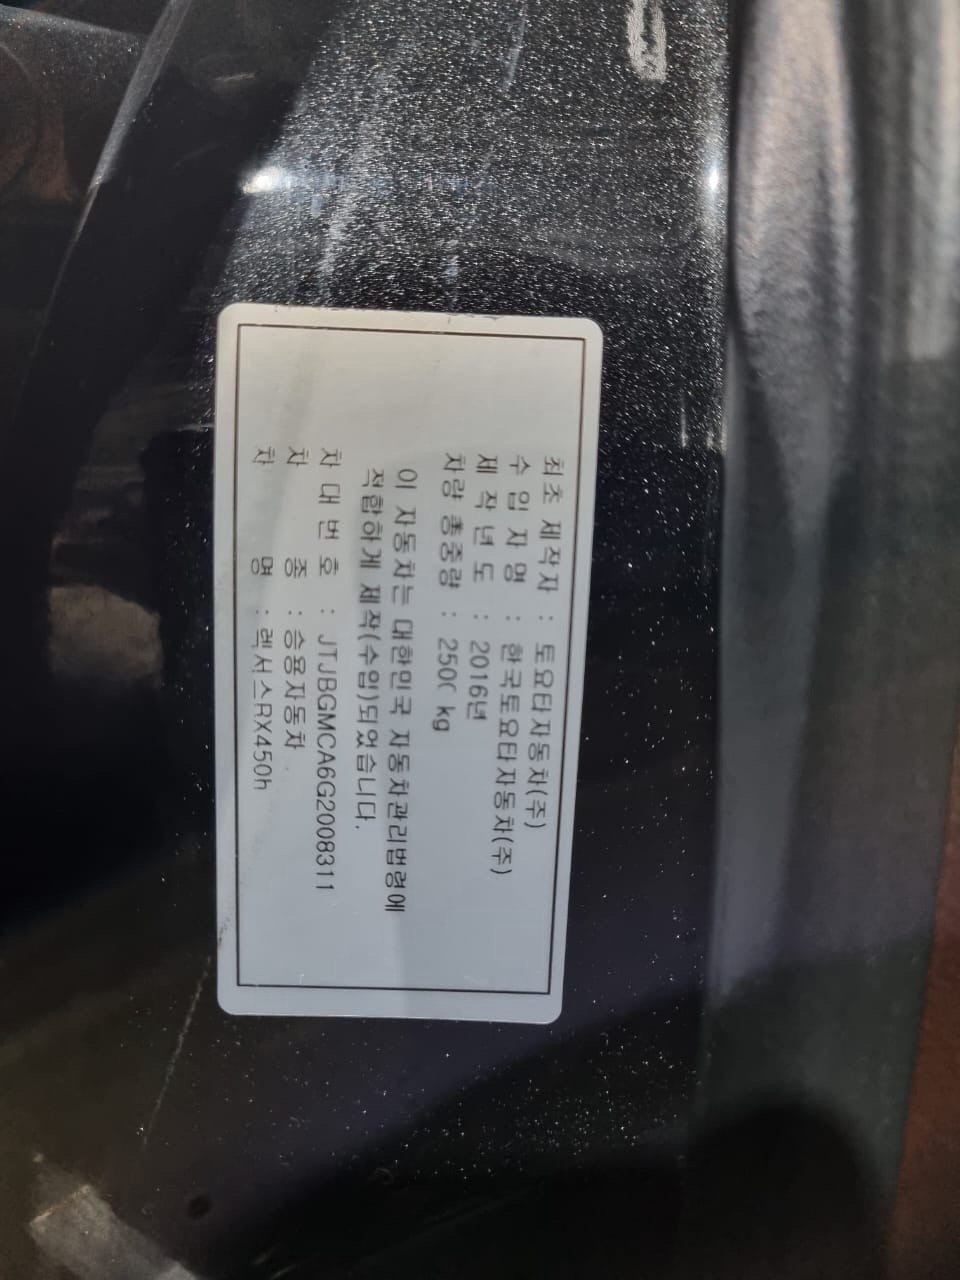 최초 제작자 : 토요타자동차(주)
수 입 자 명 : 한국토요타자동차(주)
제 작 년 도 : 2016년
차량 총중량 : kg
이 자동차는 대한민국 자동차관리법령에
적합하게 제작(수입)되었습니다.
차 대 번 호 : JTJBGMCA6G2008311
차 종 : 승용자동차
차 명 : 렉서스RX450h